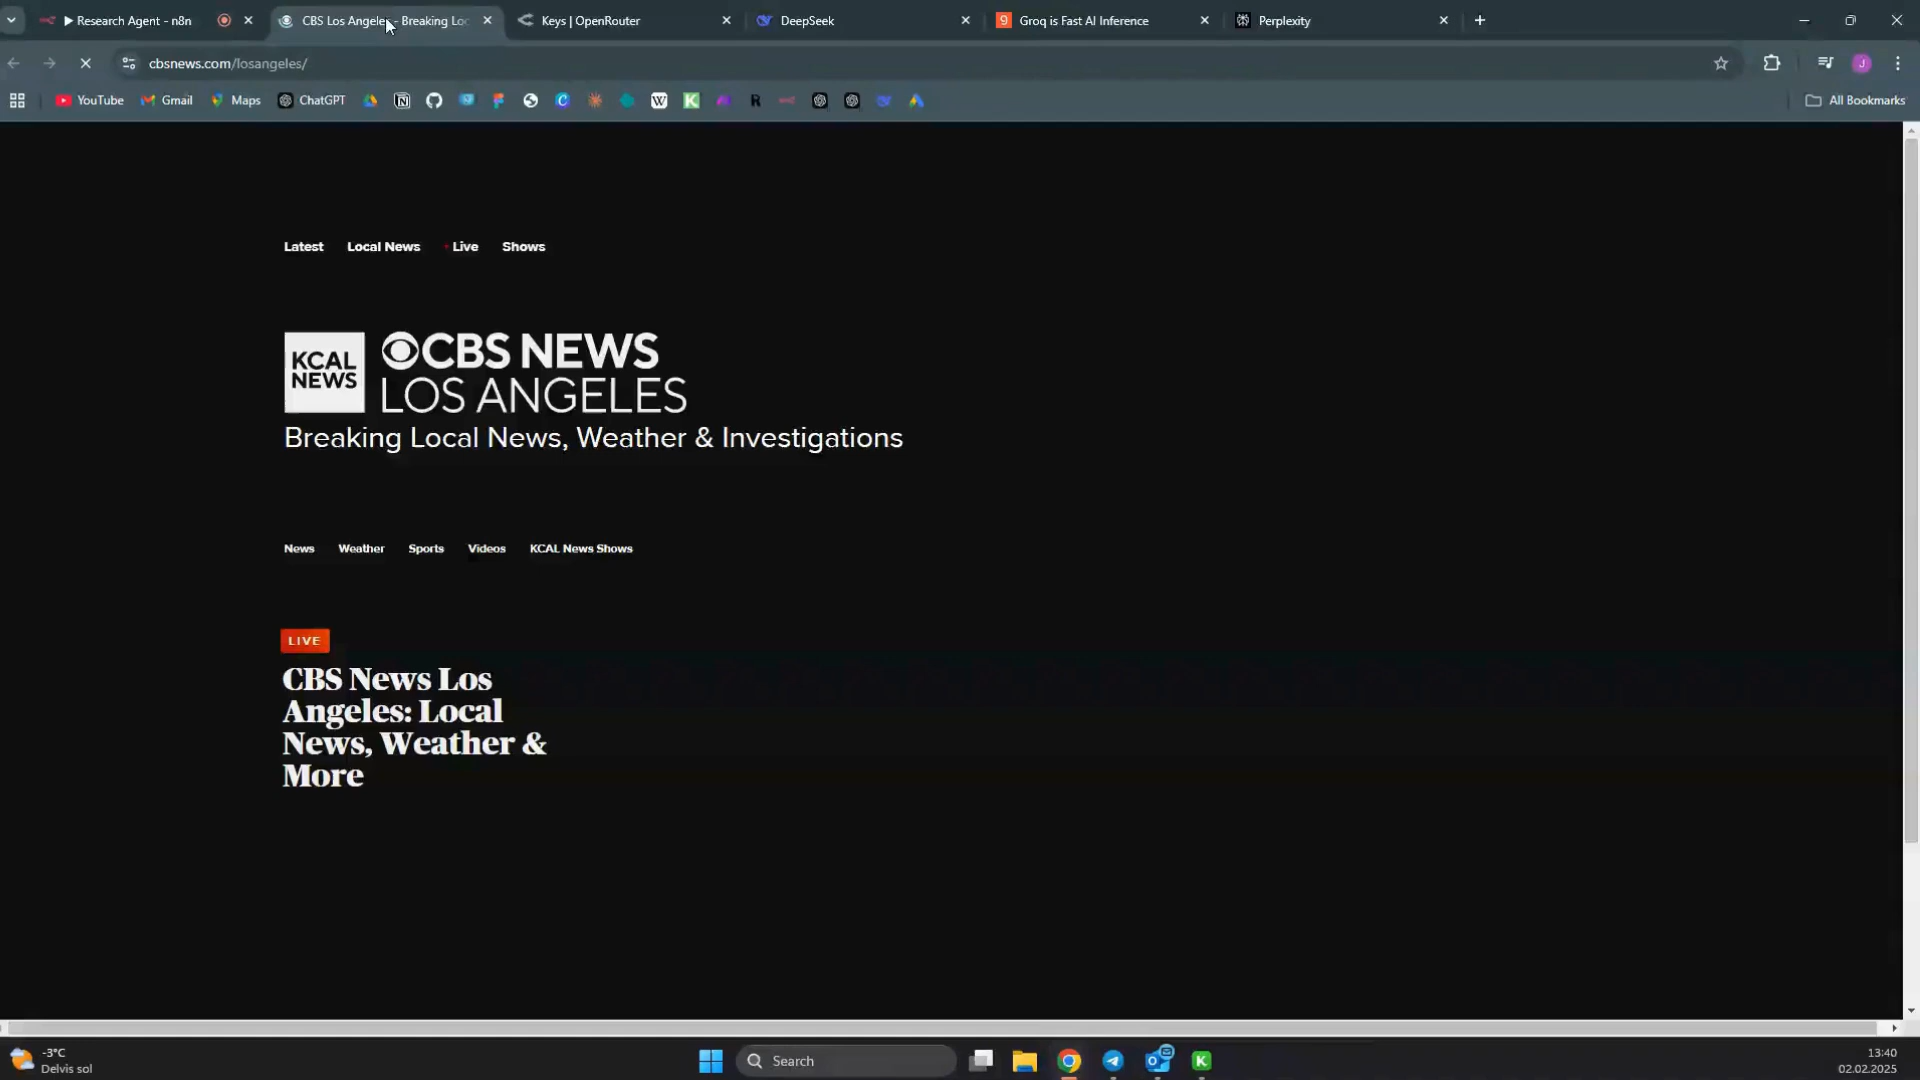 Research Agent - n8n
CBS Los Angeles - Breaking Loc
Keys | OpenRouter
DeepSeek
Groq is Fast AI Inference
Perplexity
cbsnews.com/losangeles/
J
YouTube
Gmail
Maps
ChatGPT
All Bookmarks
Latest
Local News
Live
Shows
KCAL
NEWS
CBS NEWS
LOS ANGELES
Breaking Local News, Weather & Investigations
News
Weather
Sports
Videos
KCAL News Shows
LIVE
CBS News Los
Angeles: Local
News, Weather &
More
-3°C
Delvis sol
Search
13:40
02.02.2025